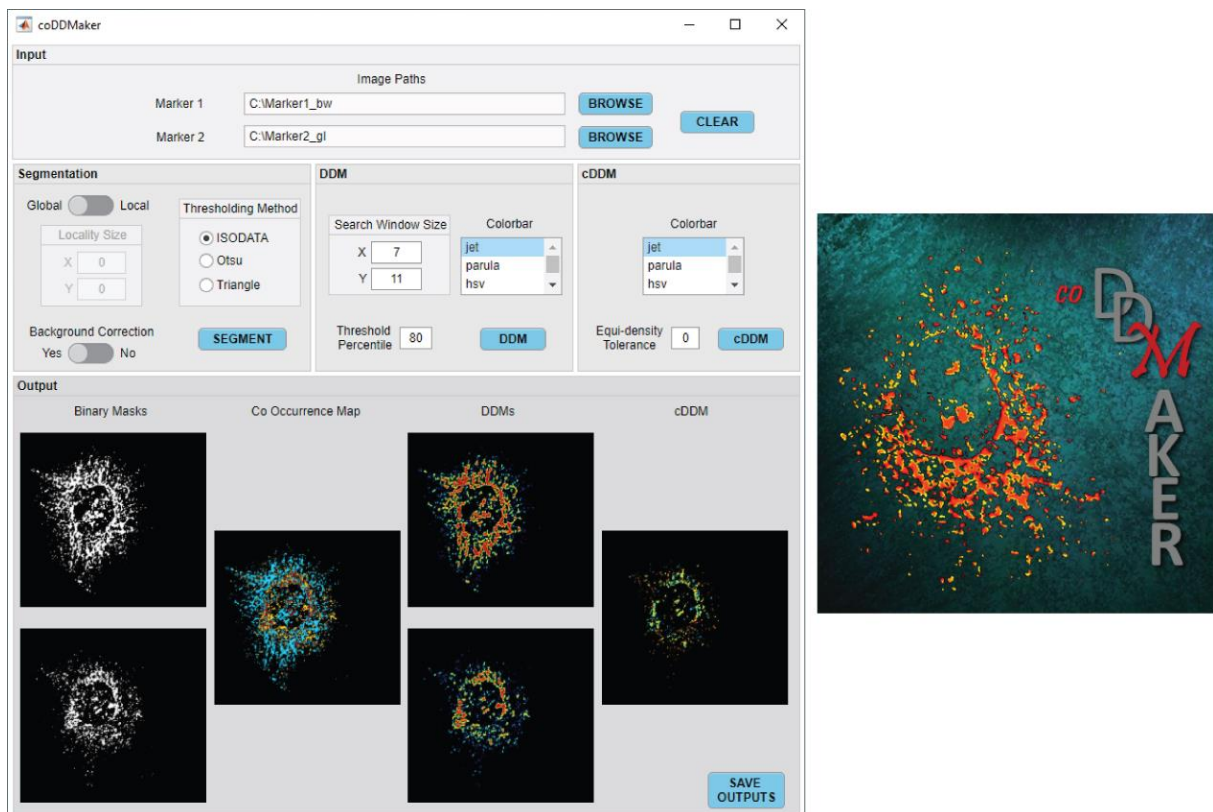 coDDMaker
Input
Image Paths
Marker 1 C:\Marker1_bw BROWSE
CLEAR
Marker 2 C:\Marker2_gl BROWSE
Segmentation
Global Local
Locality Size
X 0
Y 0
Thresholding Method
ISODATA
Otsu
Triangle
Background Correction
Yes No
SEGMENT
DDM
Search Window Size
X 7
Y 11
Colorbar
jet
parula
hsv
Threshold
Percentile 80
DDM
cDDM
Colorbar
jet
parula
hsv
Equi-density
Tolerance 0
cDDM
Output
Binary Masks Co Occurrence Map DDMs cDDM
SAVE
OUTPUTS
co DDM
AKER